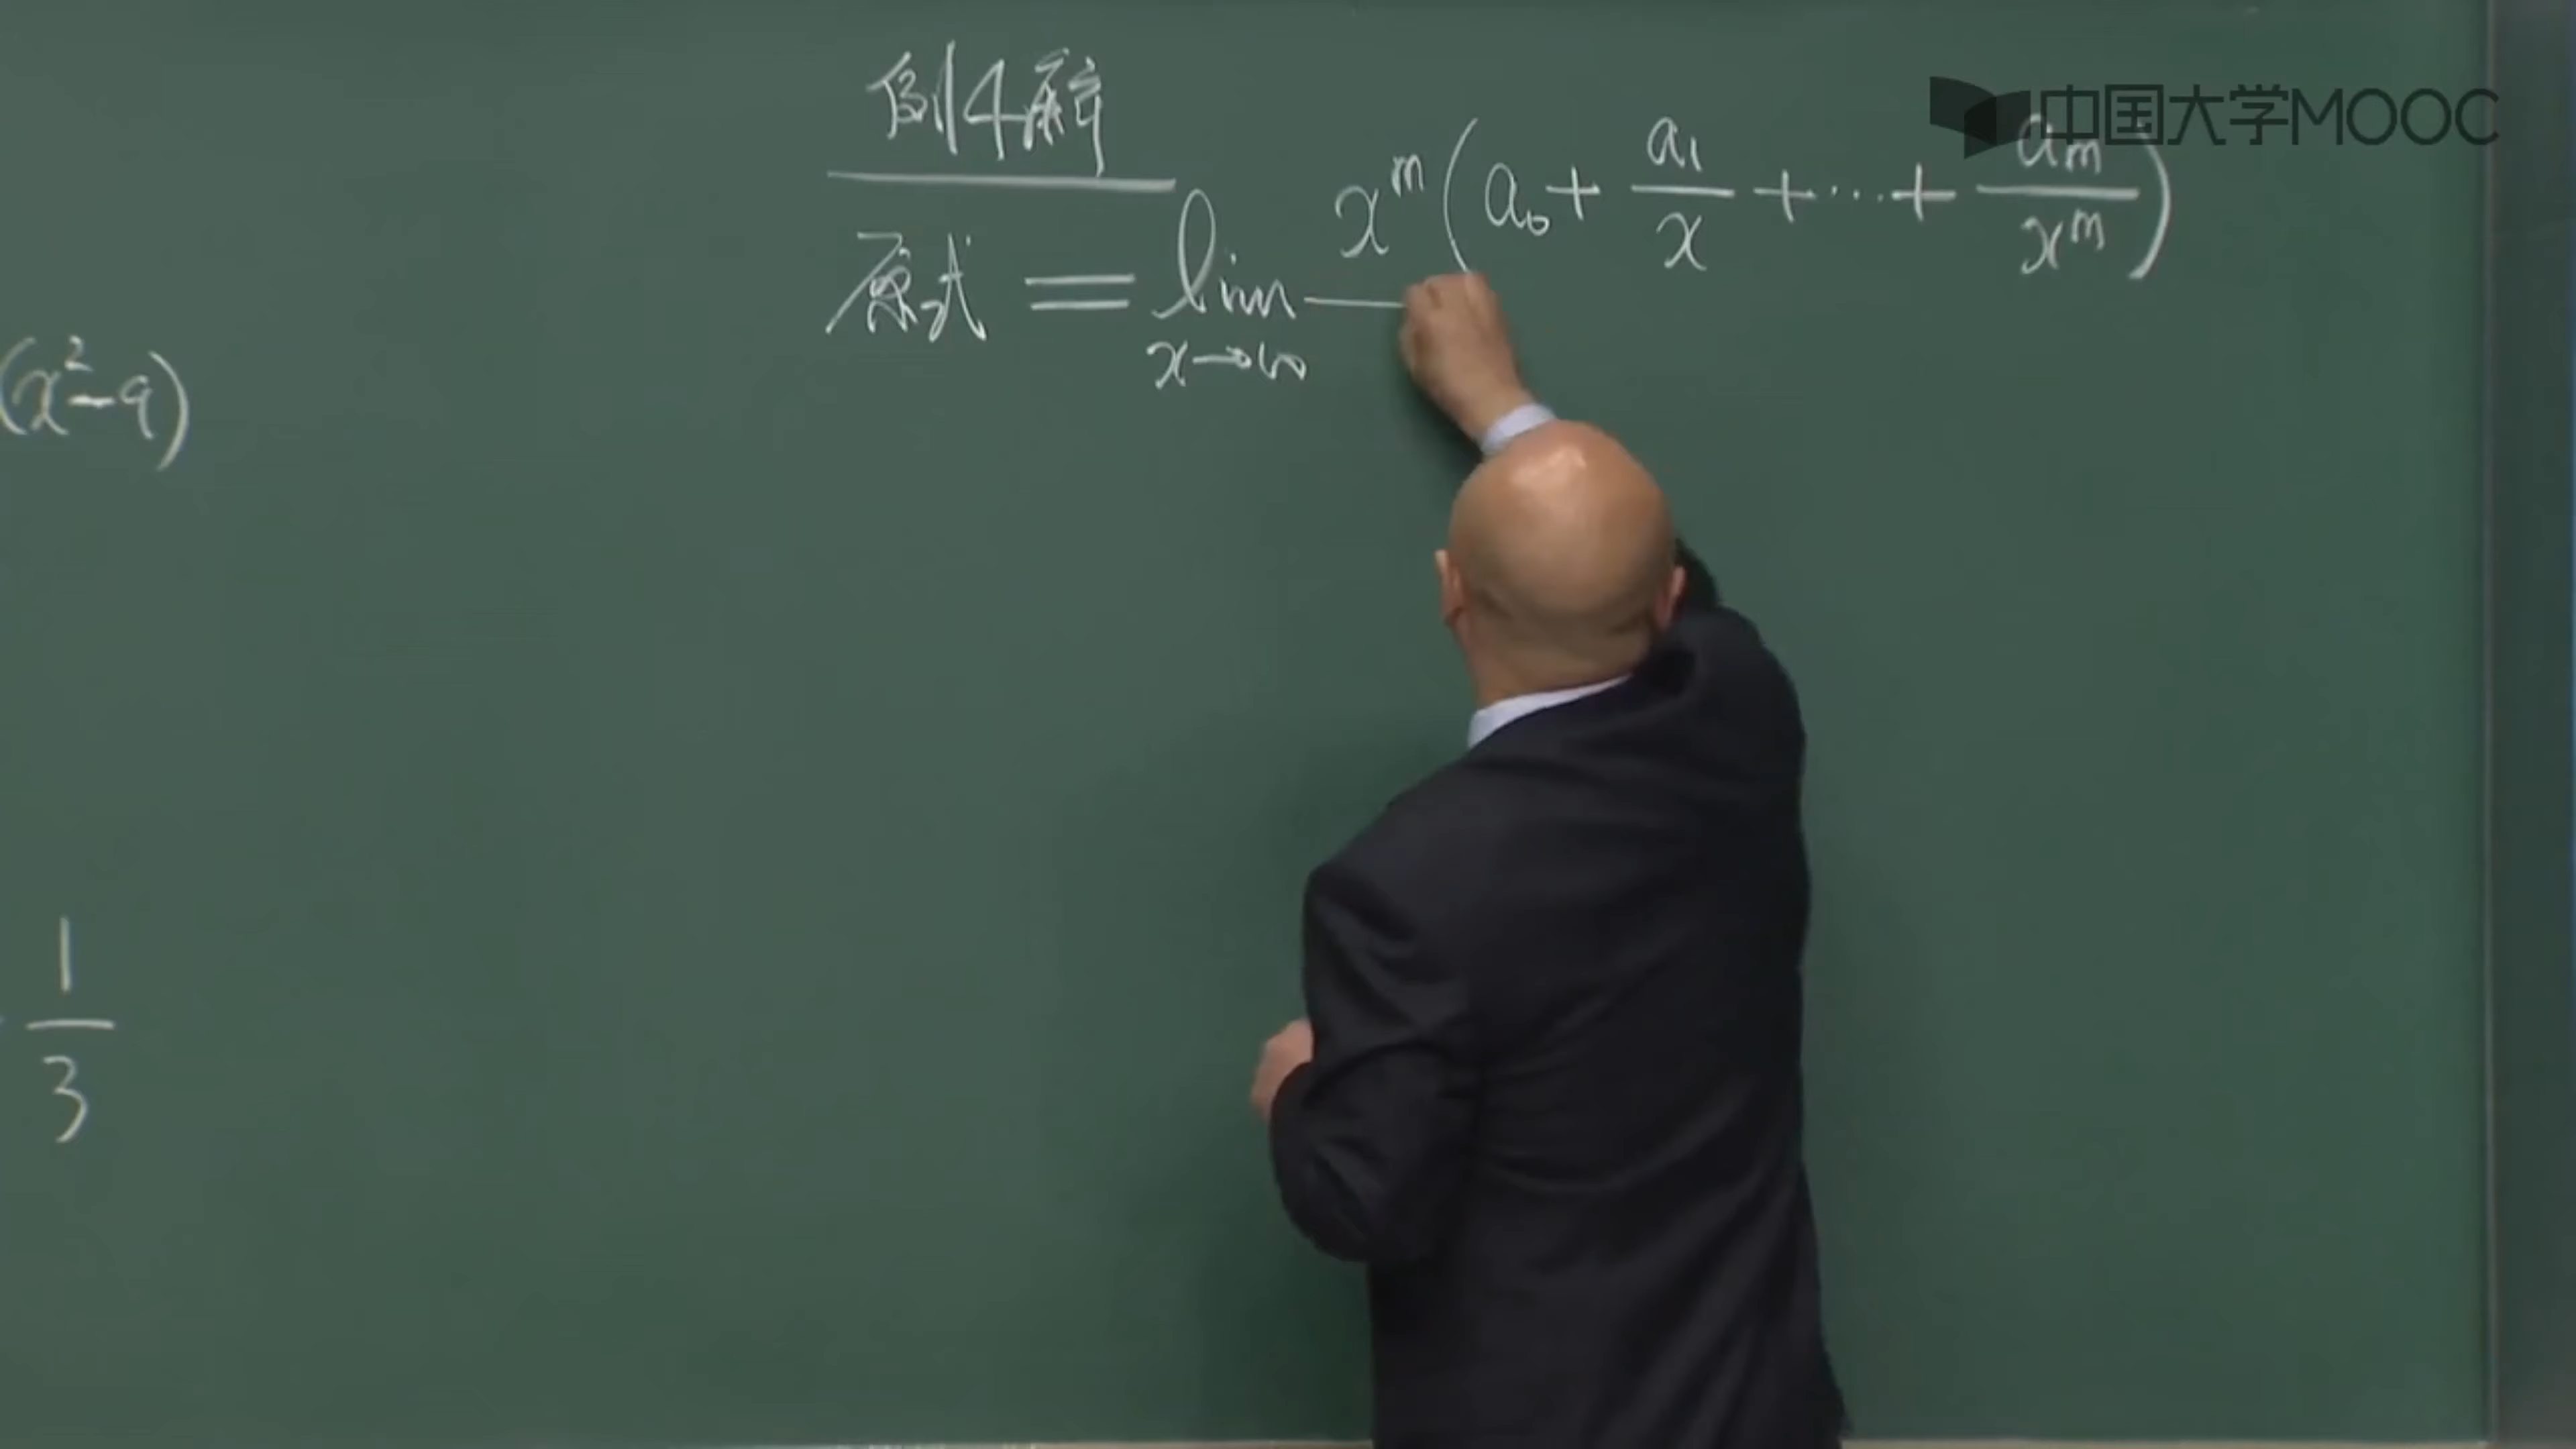 中国大学MOOC
例4解
原式 = lim x→∞ x^m(a₀ + a₁/x + ⋯ + aₘ/x^m)
(x²-9)
1/3